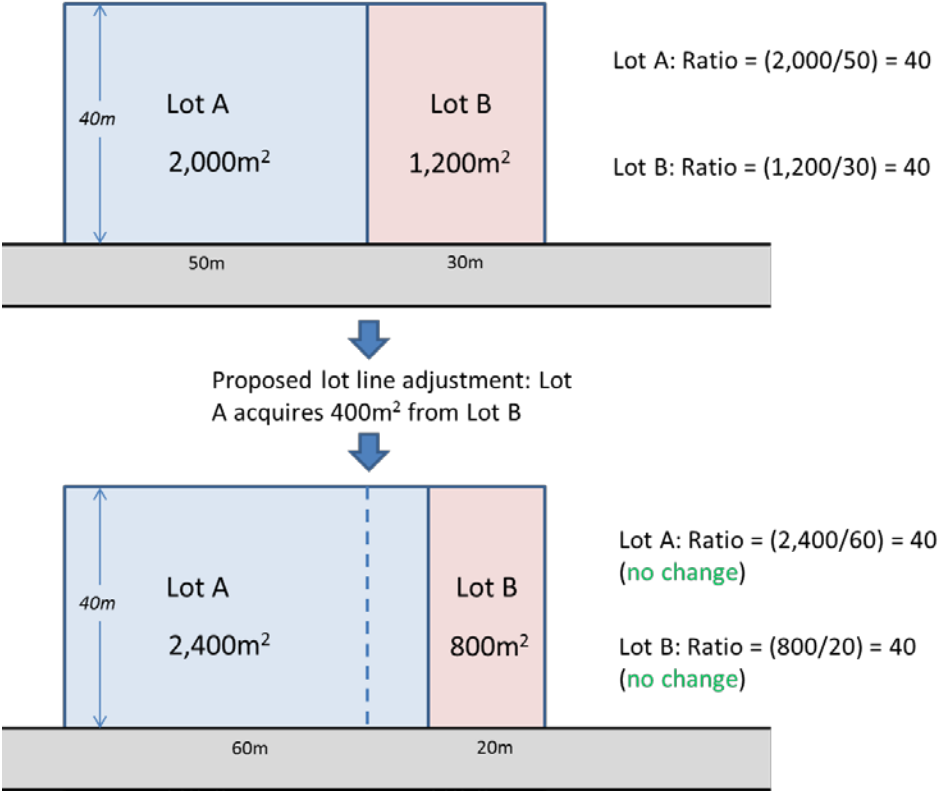 Lot A: Ratio = (2,000/50) = 40
Lot A
Lot B
40m
2,000m²
1,200m²
Lot B: Ratio = (1,200/30) = 40
50m
30m
Proposed lot line adjustment: Lot
A acquires 400m² from Lot B
Lot A: Ratio = (2,400/60) = 40
(no change)
Lot A
Lot B
40m
2,400m²
800m²
Lot B: Ratio = (800/20) = 40
(no change)
60m
20m